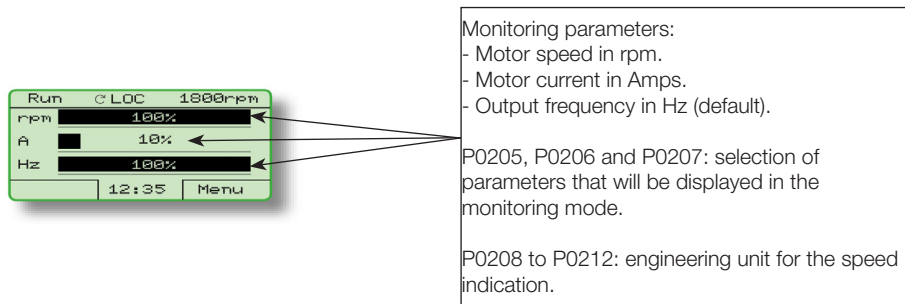 Run LOC 1800rpm
rpm 100%
A 10%
Hz 100%
12:35 Menu
Monitoring parameters:
- Motor speed in rpm.
- Motor current in Amps.
- Output frequency in Hz (default).
P0205, P0206 and P0207: selection of
parameters that will be displayed in the
monitoring mode.
P0208 to P0212: engineering unit for the speed
indication.